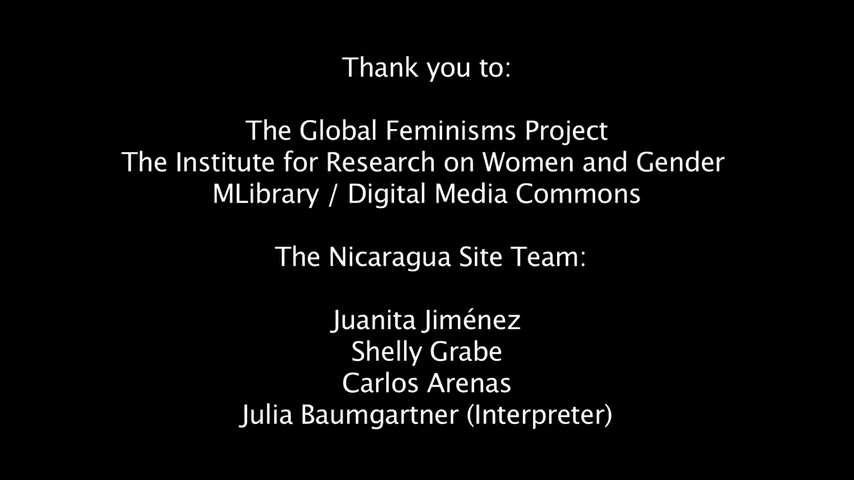 Thank you to:
The Global Feminisms Project
The Institute for Research on Women and Gender
MLibrary / Digital Media Commons
The Nicaragua Site Team:
Juanita Jiménez
Shelly Grabe
Carlos Arenas
Julia Baumgartner (Interpreter)